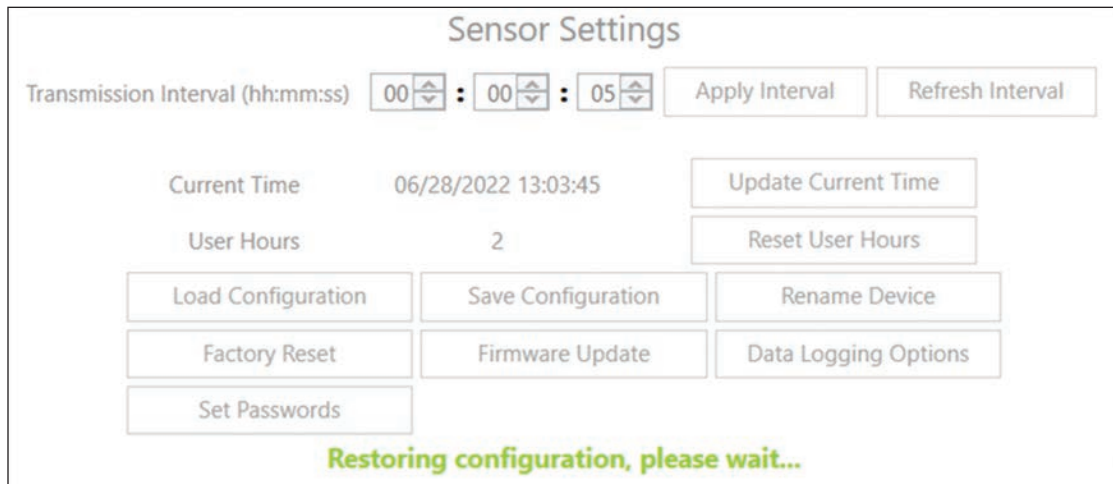 Sensor Settings
Transmission Interval (hh:mm:ss) 00 : 00 : 05 Apply Interval Refresh Interval
Current Time 06/28/2022 13:03:45 Update Current Time
User Hours 2 Reset User Hours
Load Configuration Save Configuration Rename Device
Factory Reset Firmware Update Data Logging Options
Set Passwords
Restoring configuration, please wait...